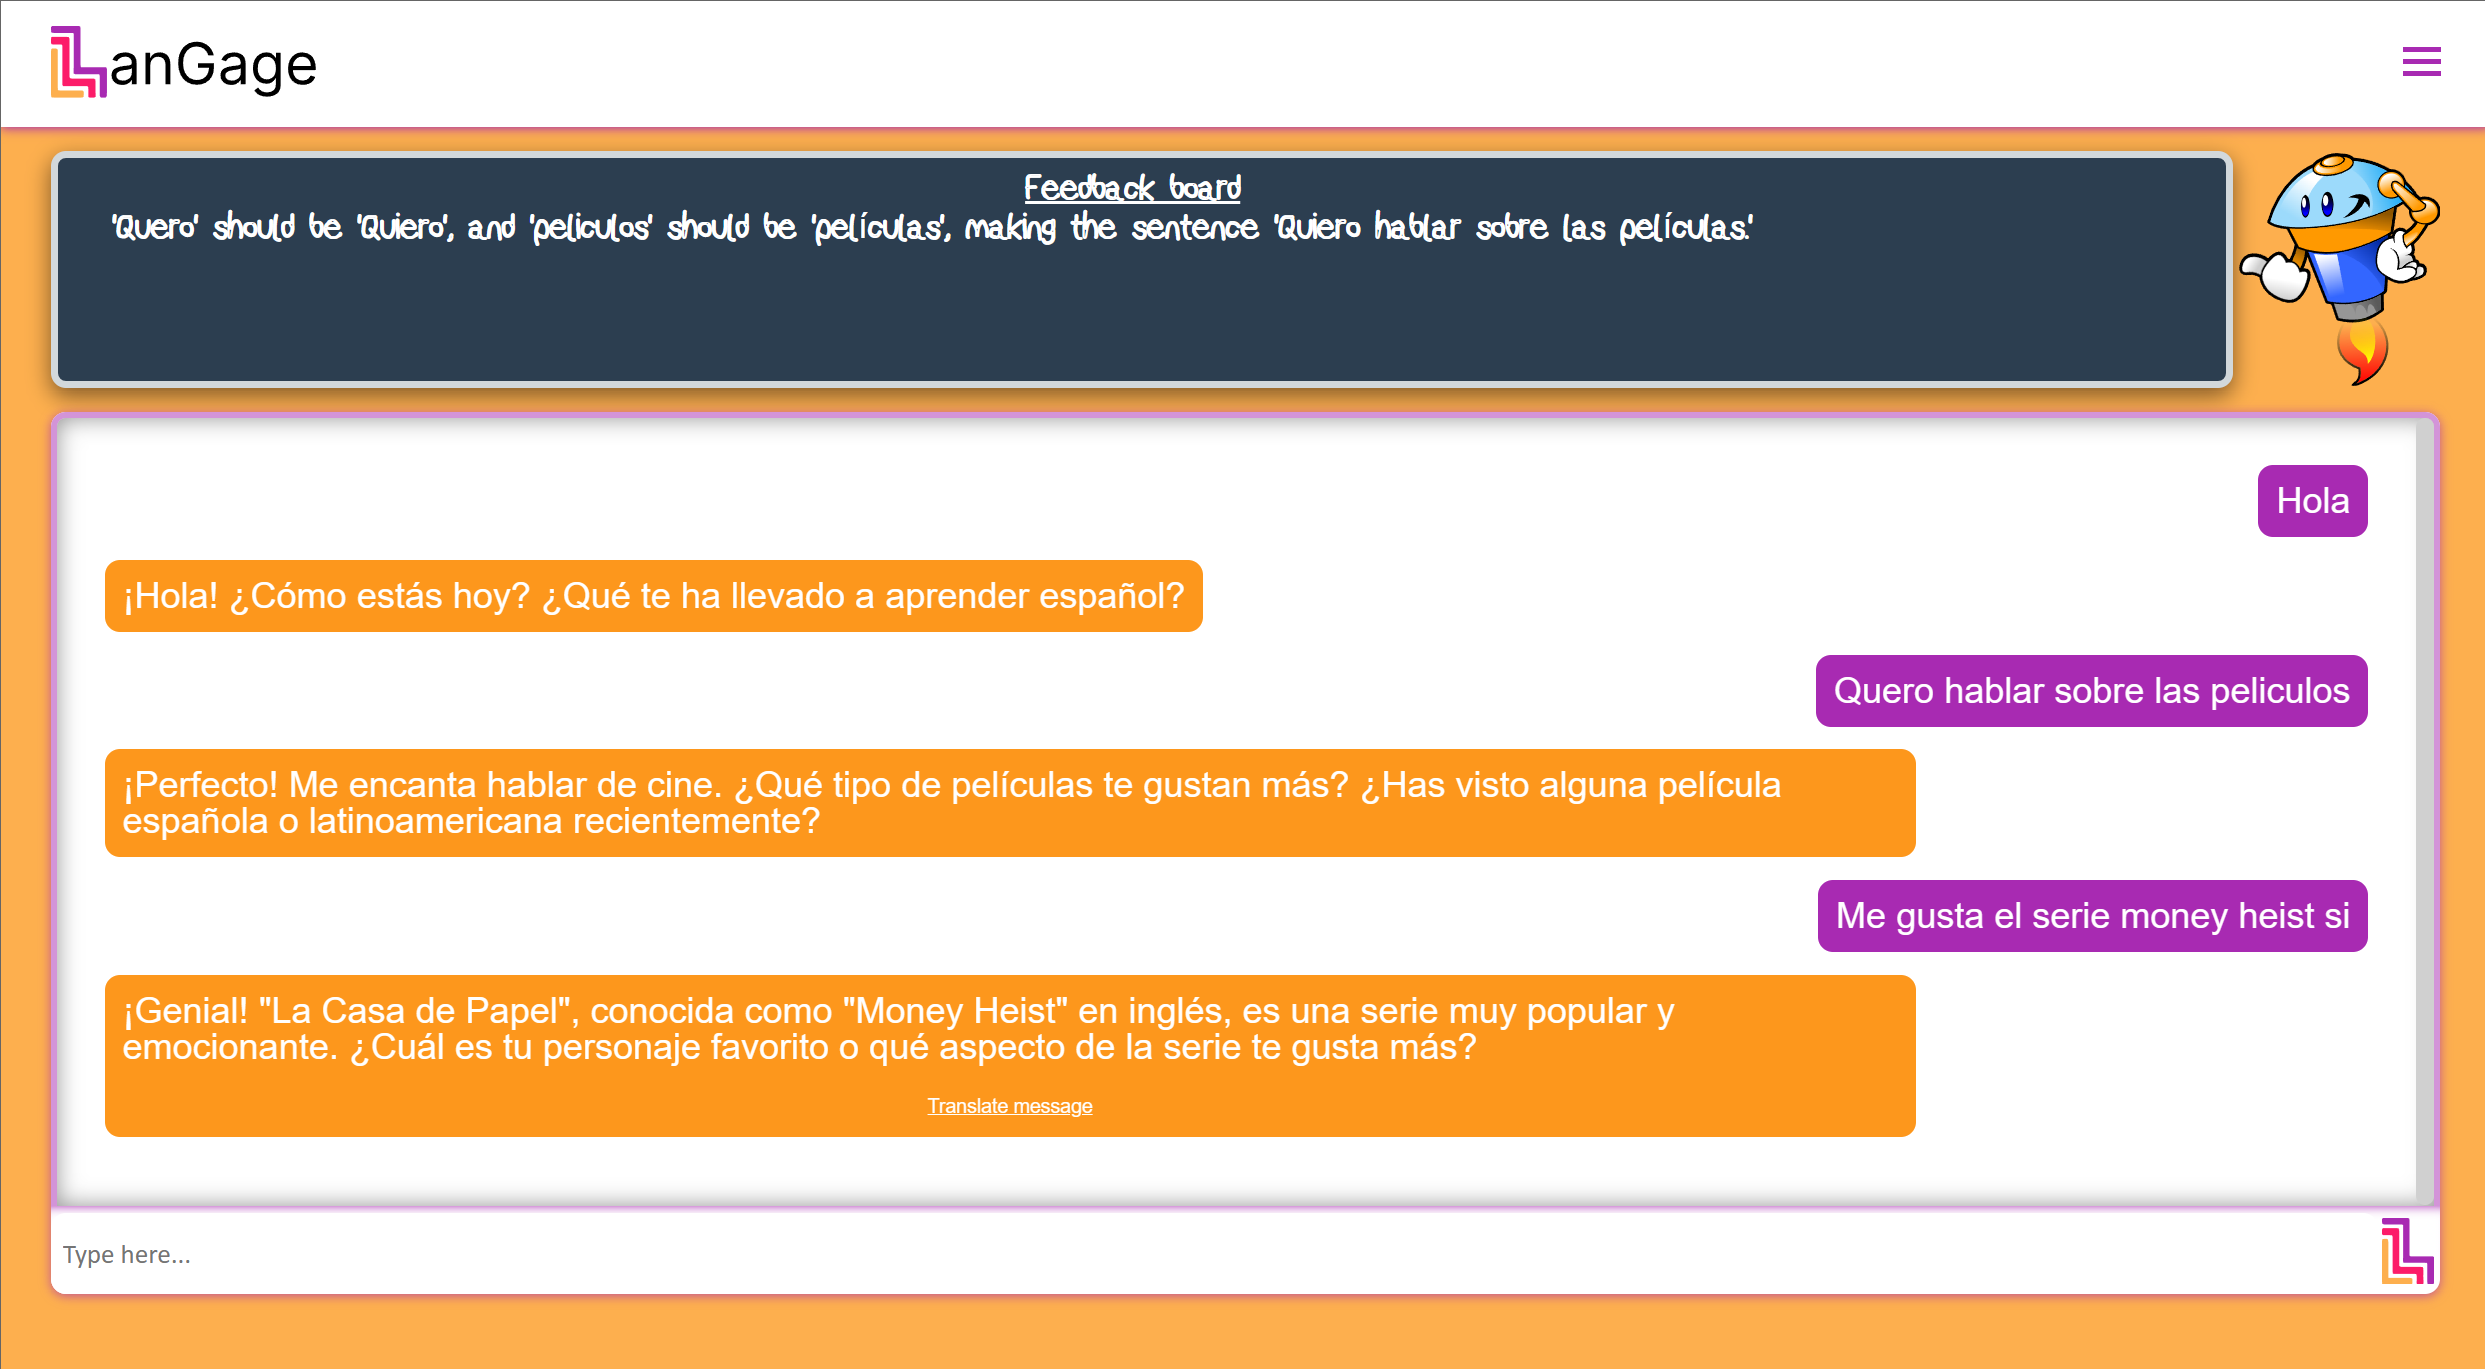 LanGage
Feedback board
'Quero' should be 'Quiero', and 'peliculos' should be 'películas', making the sentence 'Quiero hablar sobre las películas.'
Hola
¡Hola! ¿Cómo estás hoy? ¿Qué te ha llevado a aprender español?
Quero hablar sobre las peliculos
¡Perfecto! Me encanta hablar de cine. ¿Qué tipo de películas te gustan más? ¿Has visto alguna película
española o latinoamericana recientemente?
Me gusta el serie money heist si
¡Genial! "La Casa de Papel", conocida como "Money Heist" en inglés, es una serie muy popular y
emocionante. ¿Cuál es tu personaje favorito o qué aspecto de la serie te gusta más?
Translate message
Type here...